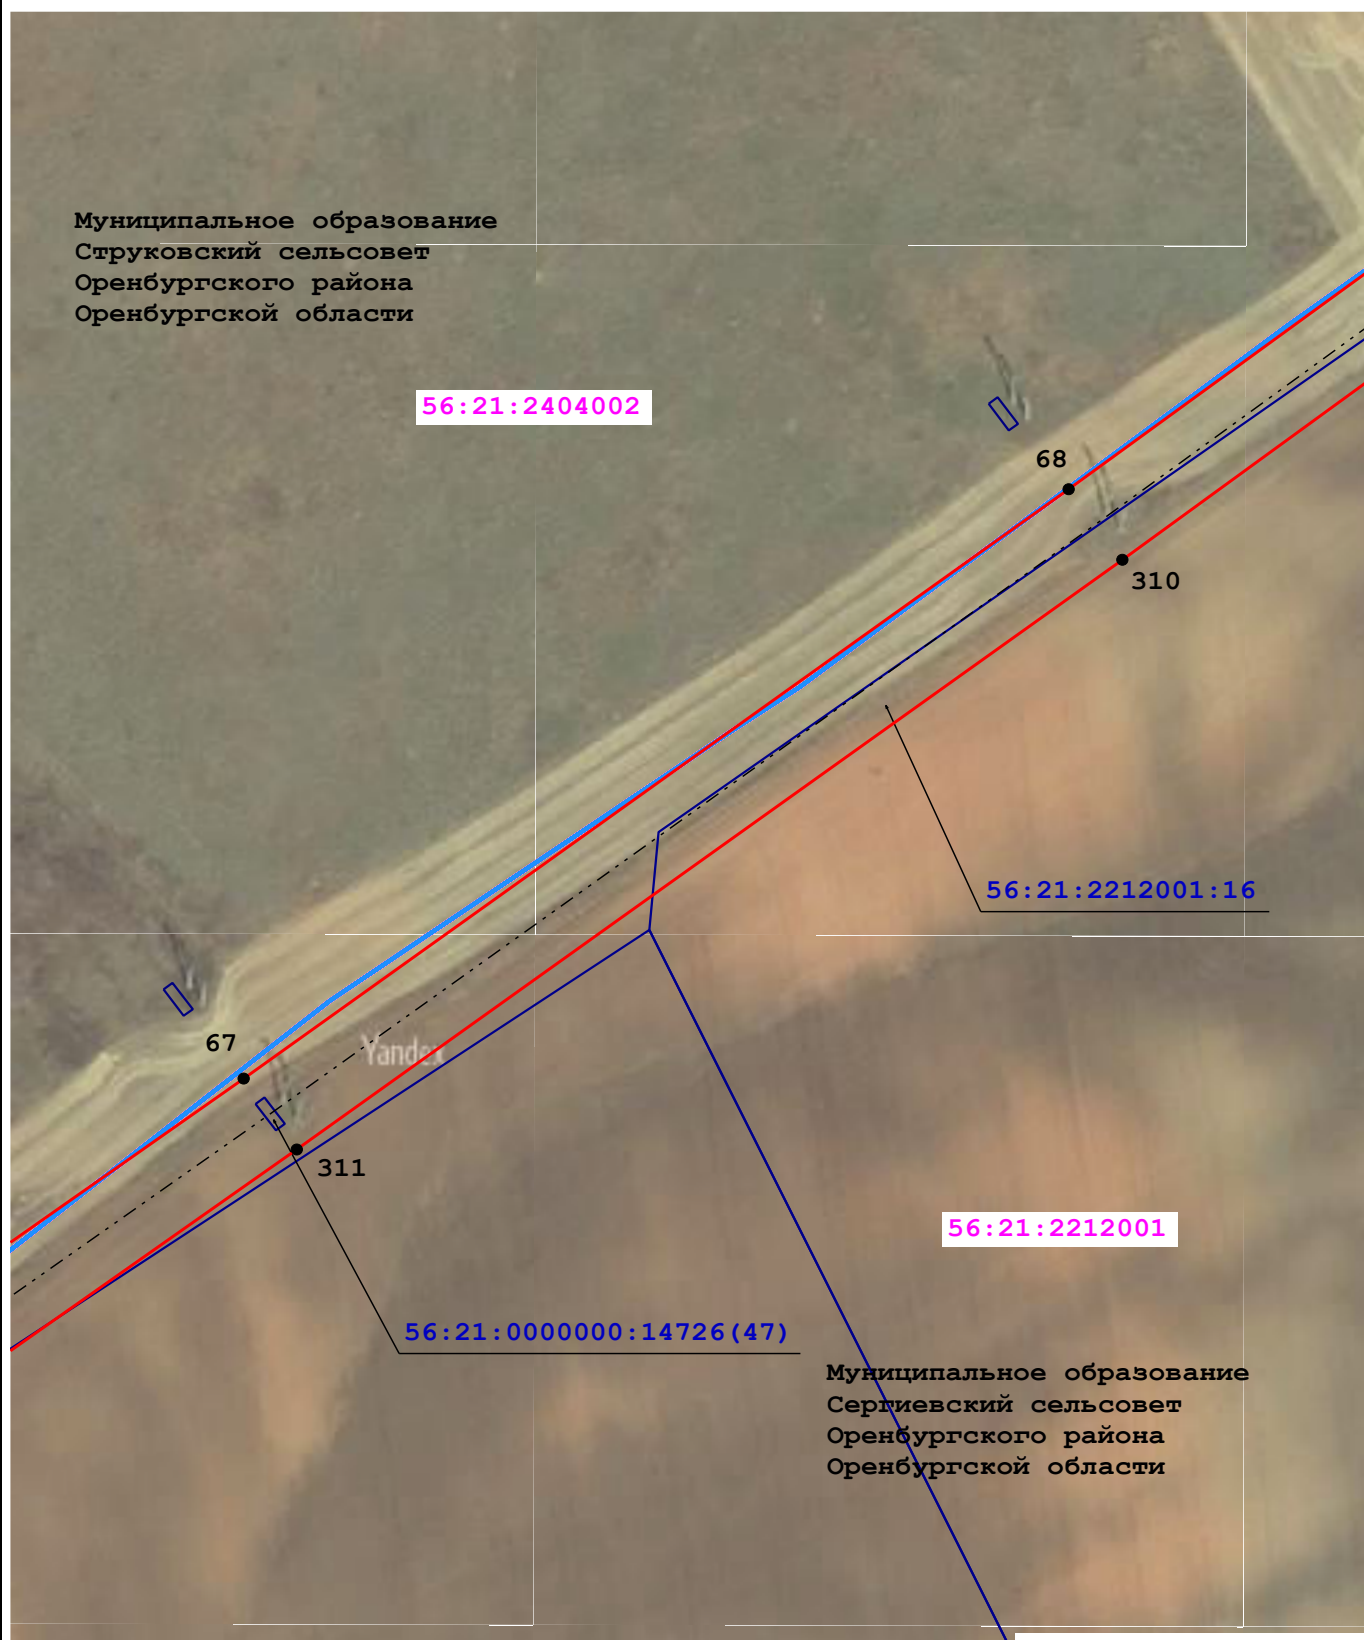 Муниципальное образование
Струковский сельсовет
Оренбургского района
Оренбургской области
56:21:2404002
68
310
56:21:2212001:16
67
Yandex
311
56:21:2212001
56:21:0000000:14726(47)
Муниципальное образование
Сергиевский сельсовет
Оренбургского района
Оренбургской области